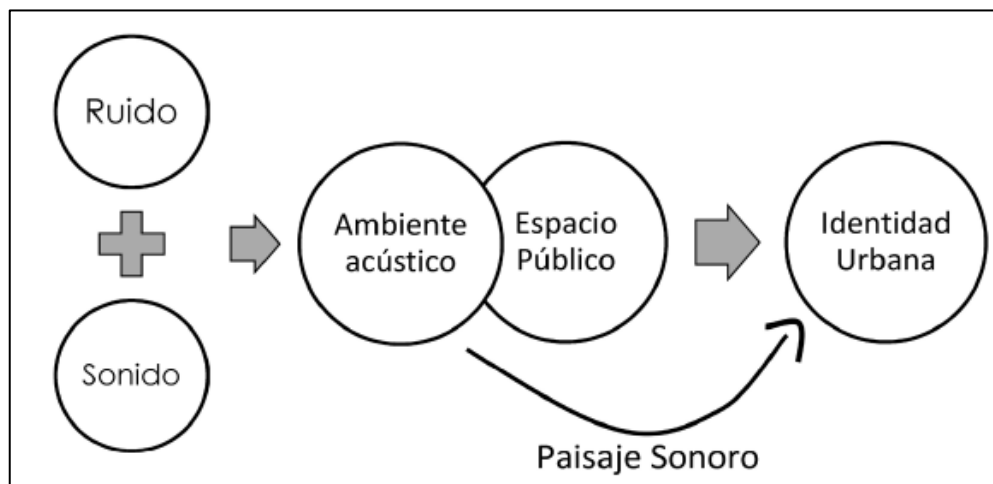 Ruido
Sonido
Ambiente
acústico
Espacio
Público
Identidad
Urbana
Paisaje Sonoro